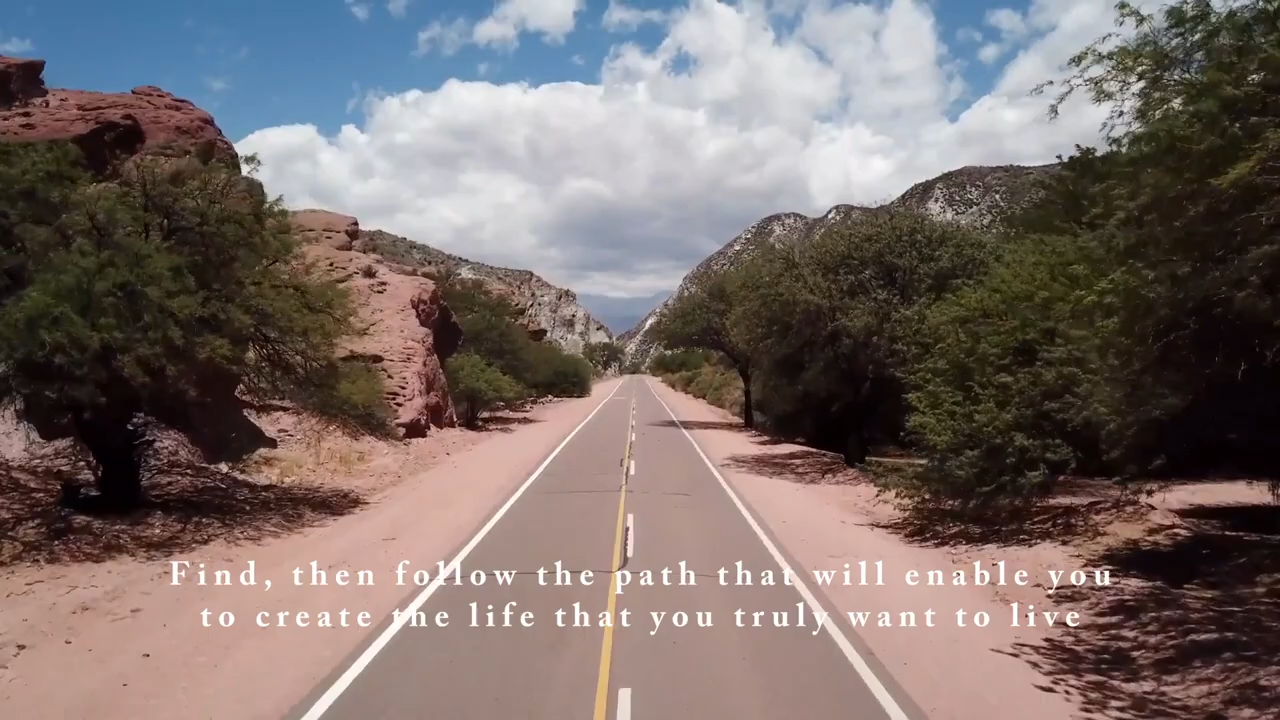 Find, then follow the path that will enable you
to create the life that you truly want to live